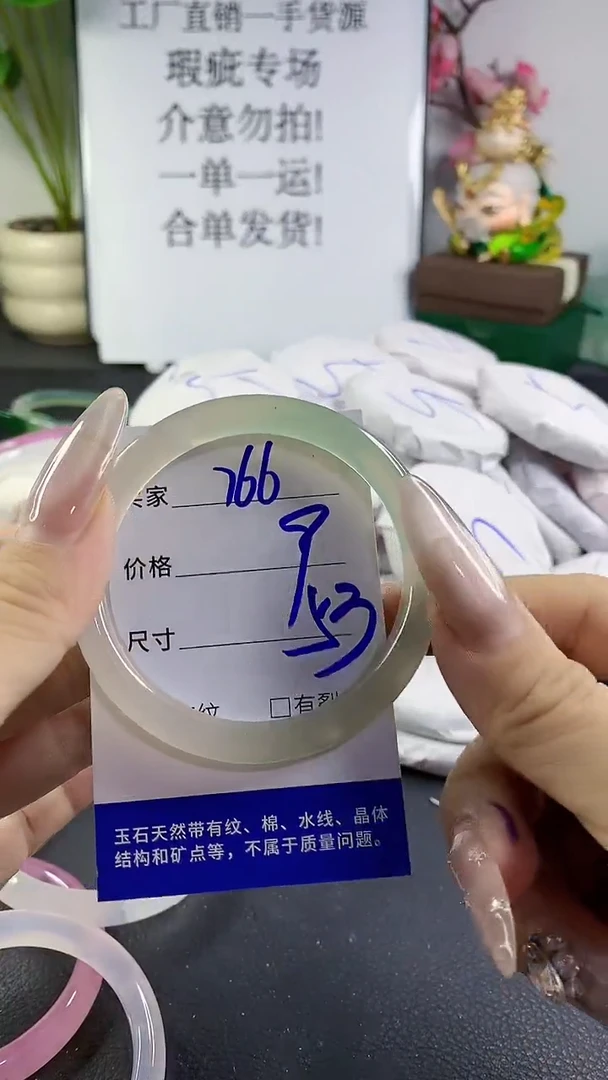 工厂直销一手货源
瑕疵专场
介意勿拍!
一单一运!
合单发货!
家 766
价格
尺寸 53
纹 □有裂
玉石天然带有纹、棉、水线、晶体
结构和矿点等，不属于质量问题。